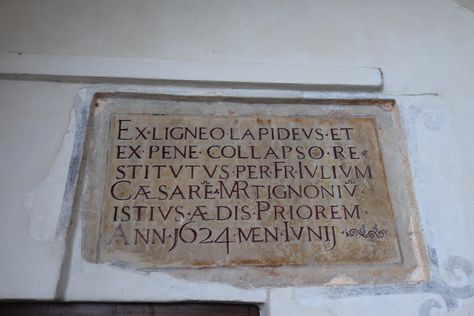 EX·LIGNEO·LAPIDEVS·ET·
EX·PENE·COLLAPSO·RE⸗
STITVTVS·PER·FR·IVLIVM
CÆSARĒ·MARTIGNONIV̄·
ISTIVS·ÆDIS·PRIOREM·
ANN·1624·MEN·IVNIJ